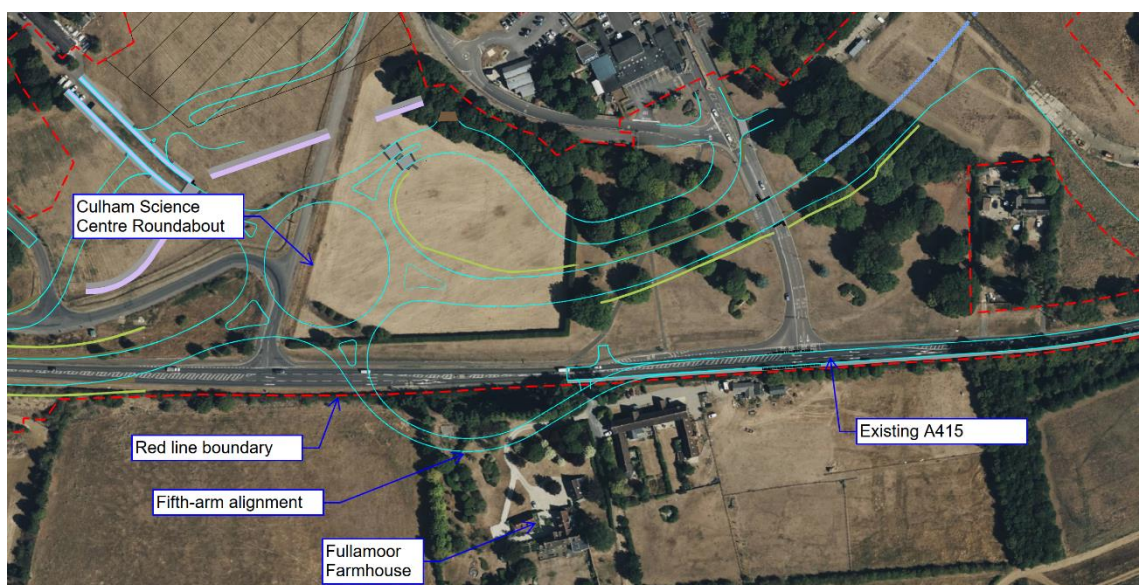 Culham Science
Centre Roundabout
Red line boundary
Existing A415
Fifth-arm alignment
Fullamoor
Farmhouse